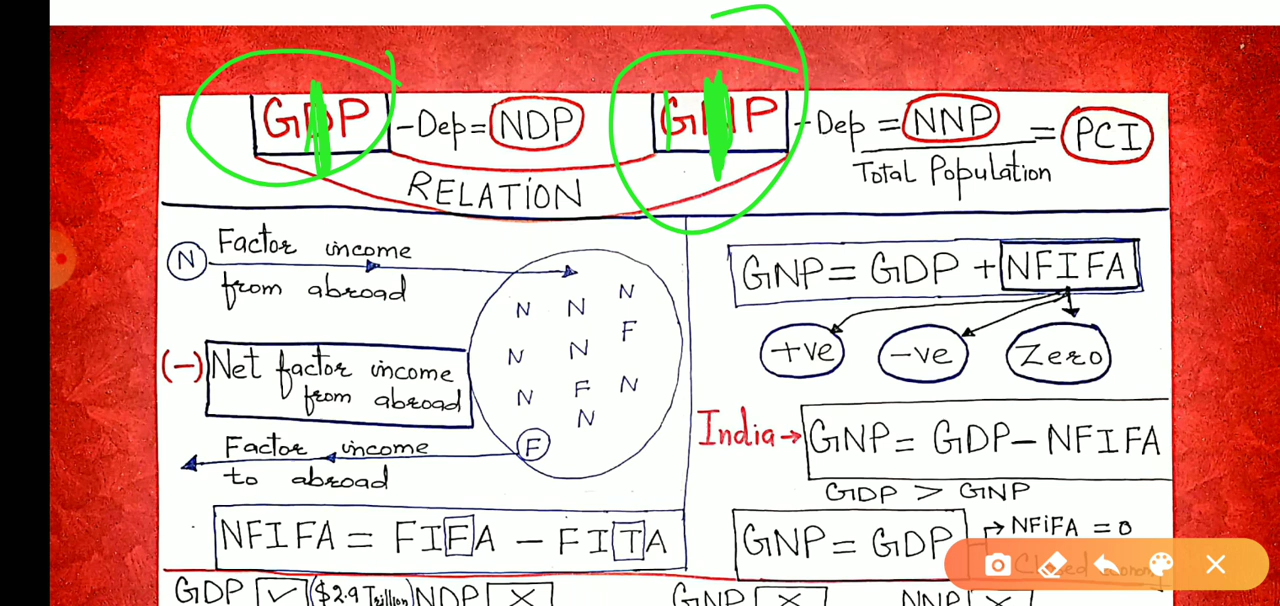 GDP -Dep = NDP GNP -Dep = NNP = PCI
Total Population
RELATION
N Factor income
from abroad
(-) Net factor income
from abroad
Factor income
to abroad
N N N
F
N N
N F N
N
F
NFIFA = FIFA - FITA
GNP = GDP + NFIFA
+ve -ve Zero
India → GNP = GDP - NFIFA
GDP > GNP
GNP = GDP → NFiFA = 0
GDP ✓ ($2.9 Trillion) NDP X GNP X NNP X